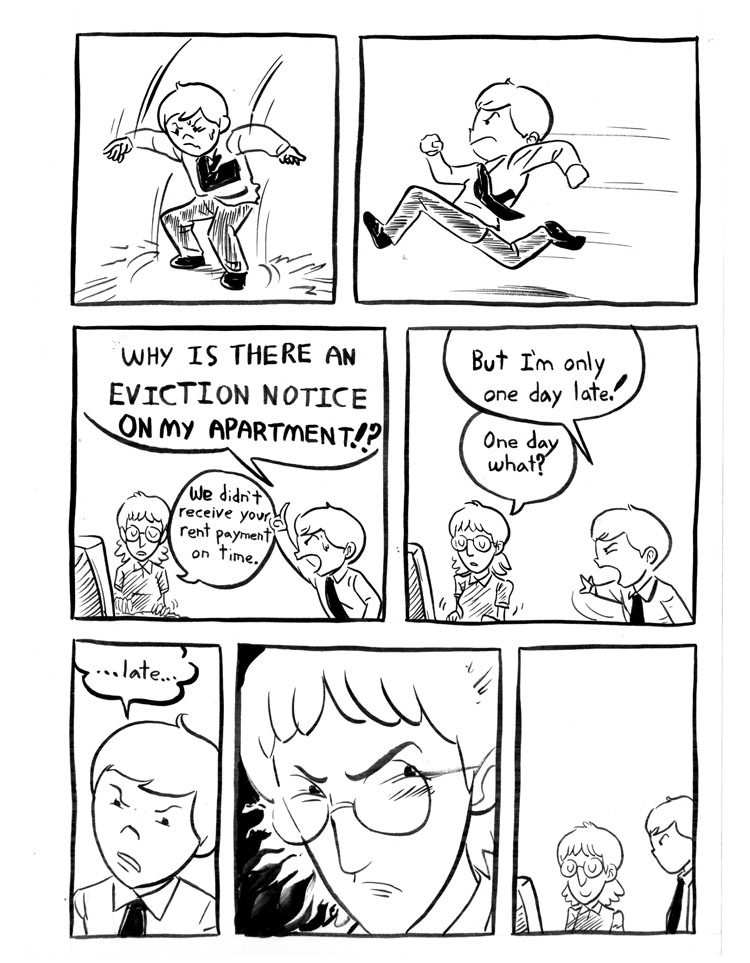 WHY IS THERE AN
EVICTION NOTICE
ON MY APARTMENT!!?
We didn't
receive your
rent payment
on time.
But I'm only
one day late!
One day
what?
...late...